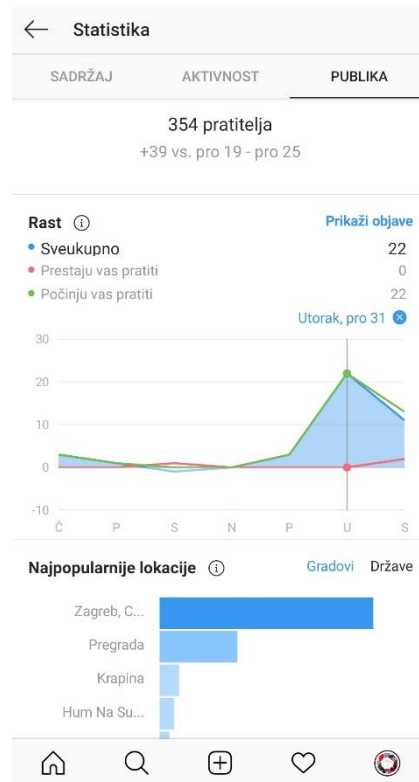 Statistika
SADRŽAJ AKTIVNOST PUBLIKA
354 pratitelja
+39 vs. pro 19 - pro 25
Rast Prikaži objave
Sveukupno 22
Prestaju vas pratiti 0
Počinju vas pratiti 22
Utorak, pro 31
30
20
10
0
-10
Č P S N P U S
Najpopularnije lokacije Gradovi Države
Zagreb, C...
Pregrada
Krapina
Hum Na Su...